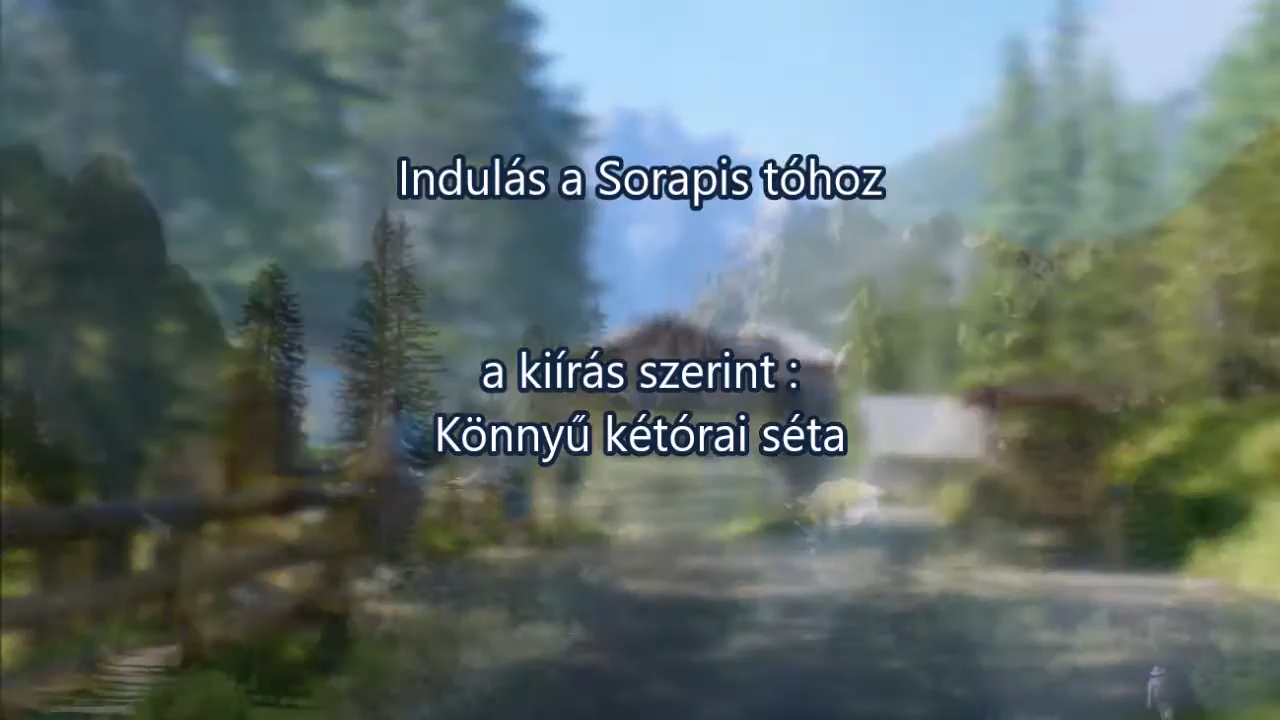 Indulás a Sorapis tóhoz
a kiírás szerint :
Könnyű kétórai séta